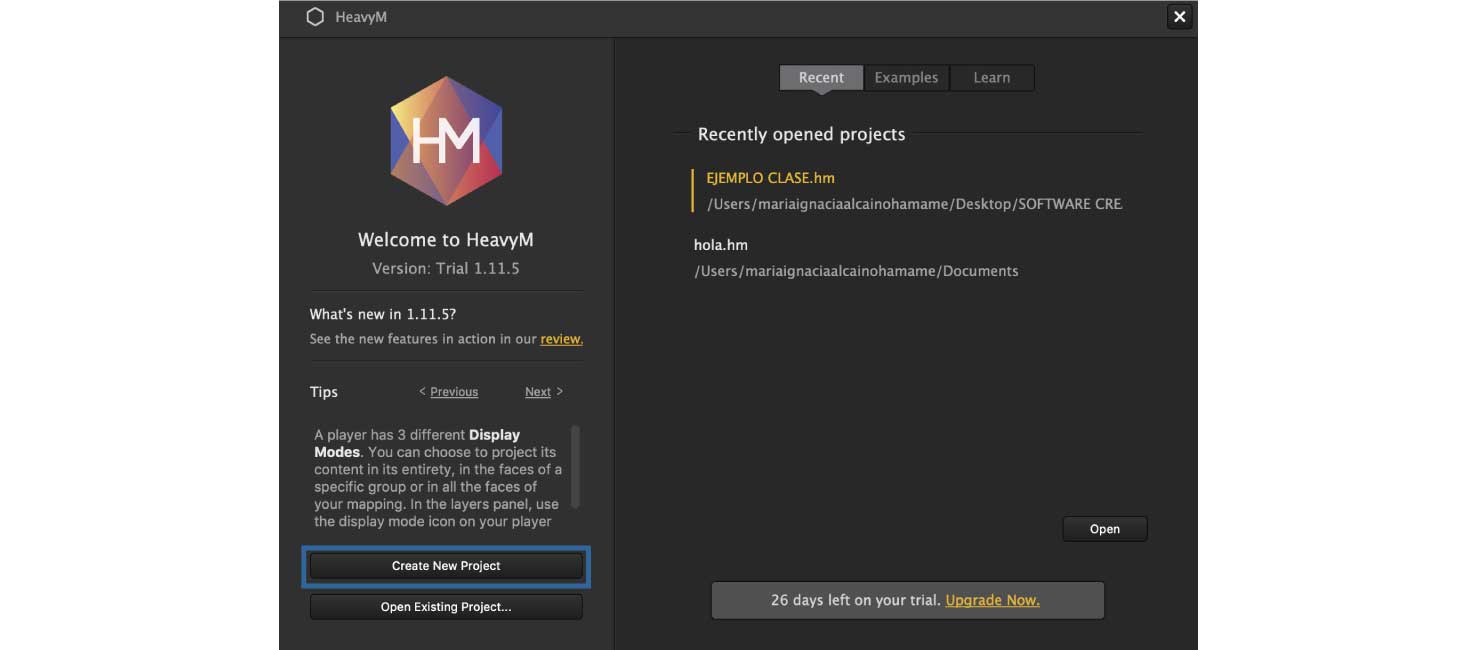 HeavyM
HM
Welcome to HeavyM
Version: Trial 1.11.5
What's new in 1.11.5?
See the new features in action in our review.
Tips
< Previous
Next >
A player has 3 different Display
Modes. You can choose to project its
content in its entirety, in the faces of a
specific group or in all the faces of
your mapping. In the layers panel, use
the display mode icon on your player
Create New Project
Open Existing Project...
Recent
Examples
Learn
Recently opened projects
EJEMPLO CLASE.hm
/Users/mariaignaciaalcainohamame/Desktop/SOFTWARE CRE
hola.hm
/Users/mariaignaciaalcainohamame/Documents
Open
26 days left on your trial. Upgrade Now.